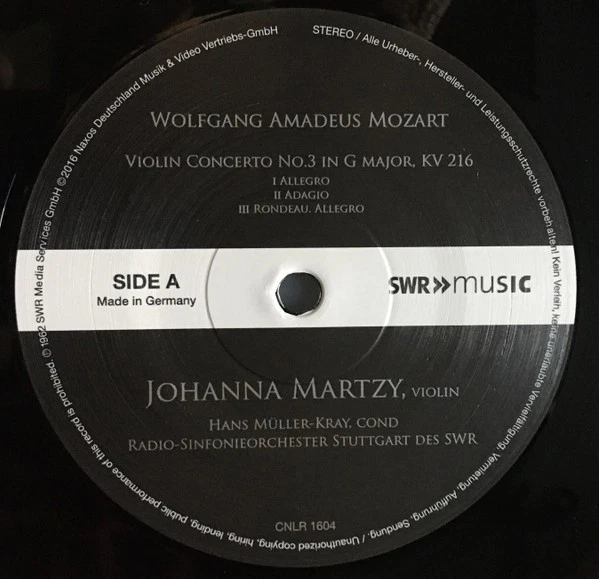 © 1962 SWR Media Services GmbH © 2016 Naxos Deutschland Musik & Video Vertriebs-GmbH
STEREO / Alle Urheber-, Hersteller- und Leistungsschutzrechte vorbehalten! Kein Verleih, keine unerlaubte Vervielfältigung, Vermietung, Aufführung, Sendung. / Unauthorized copying, hiring, lending, public performance of this record is prohibited.
WOLFGANG AMADEUS MOZART
VIOLIN CONCERTO NO.3 IN G MAJOR, KV 216
I ALLEGRO
II ADAGIO
III RONDEAU. ALLEGRO
SIDE A
Made in Germany
SWR»music
JOHANNA MARTZY, VIOLIN
HANS MÜLLER-KRAY, COND
RADIO-SINFONIEORCHESTER STUTTGART DES SWR
CNLR 1604